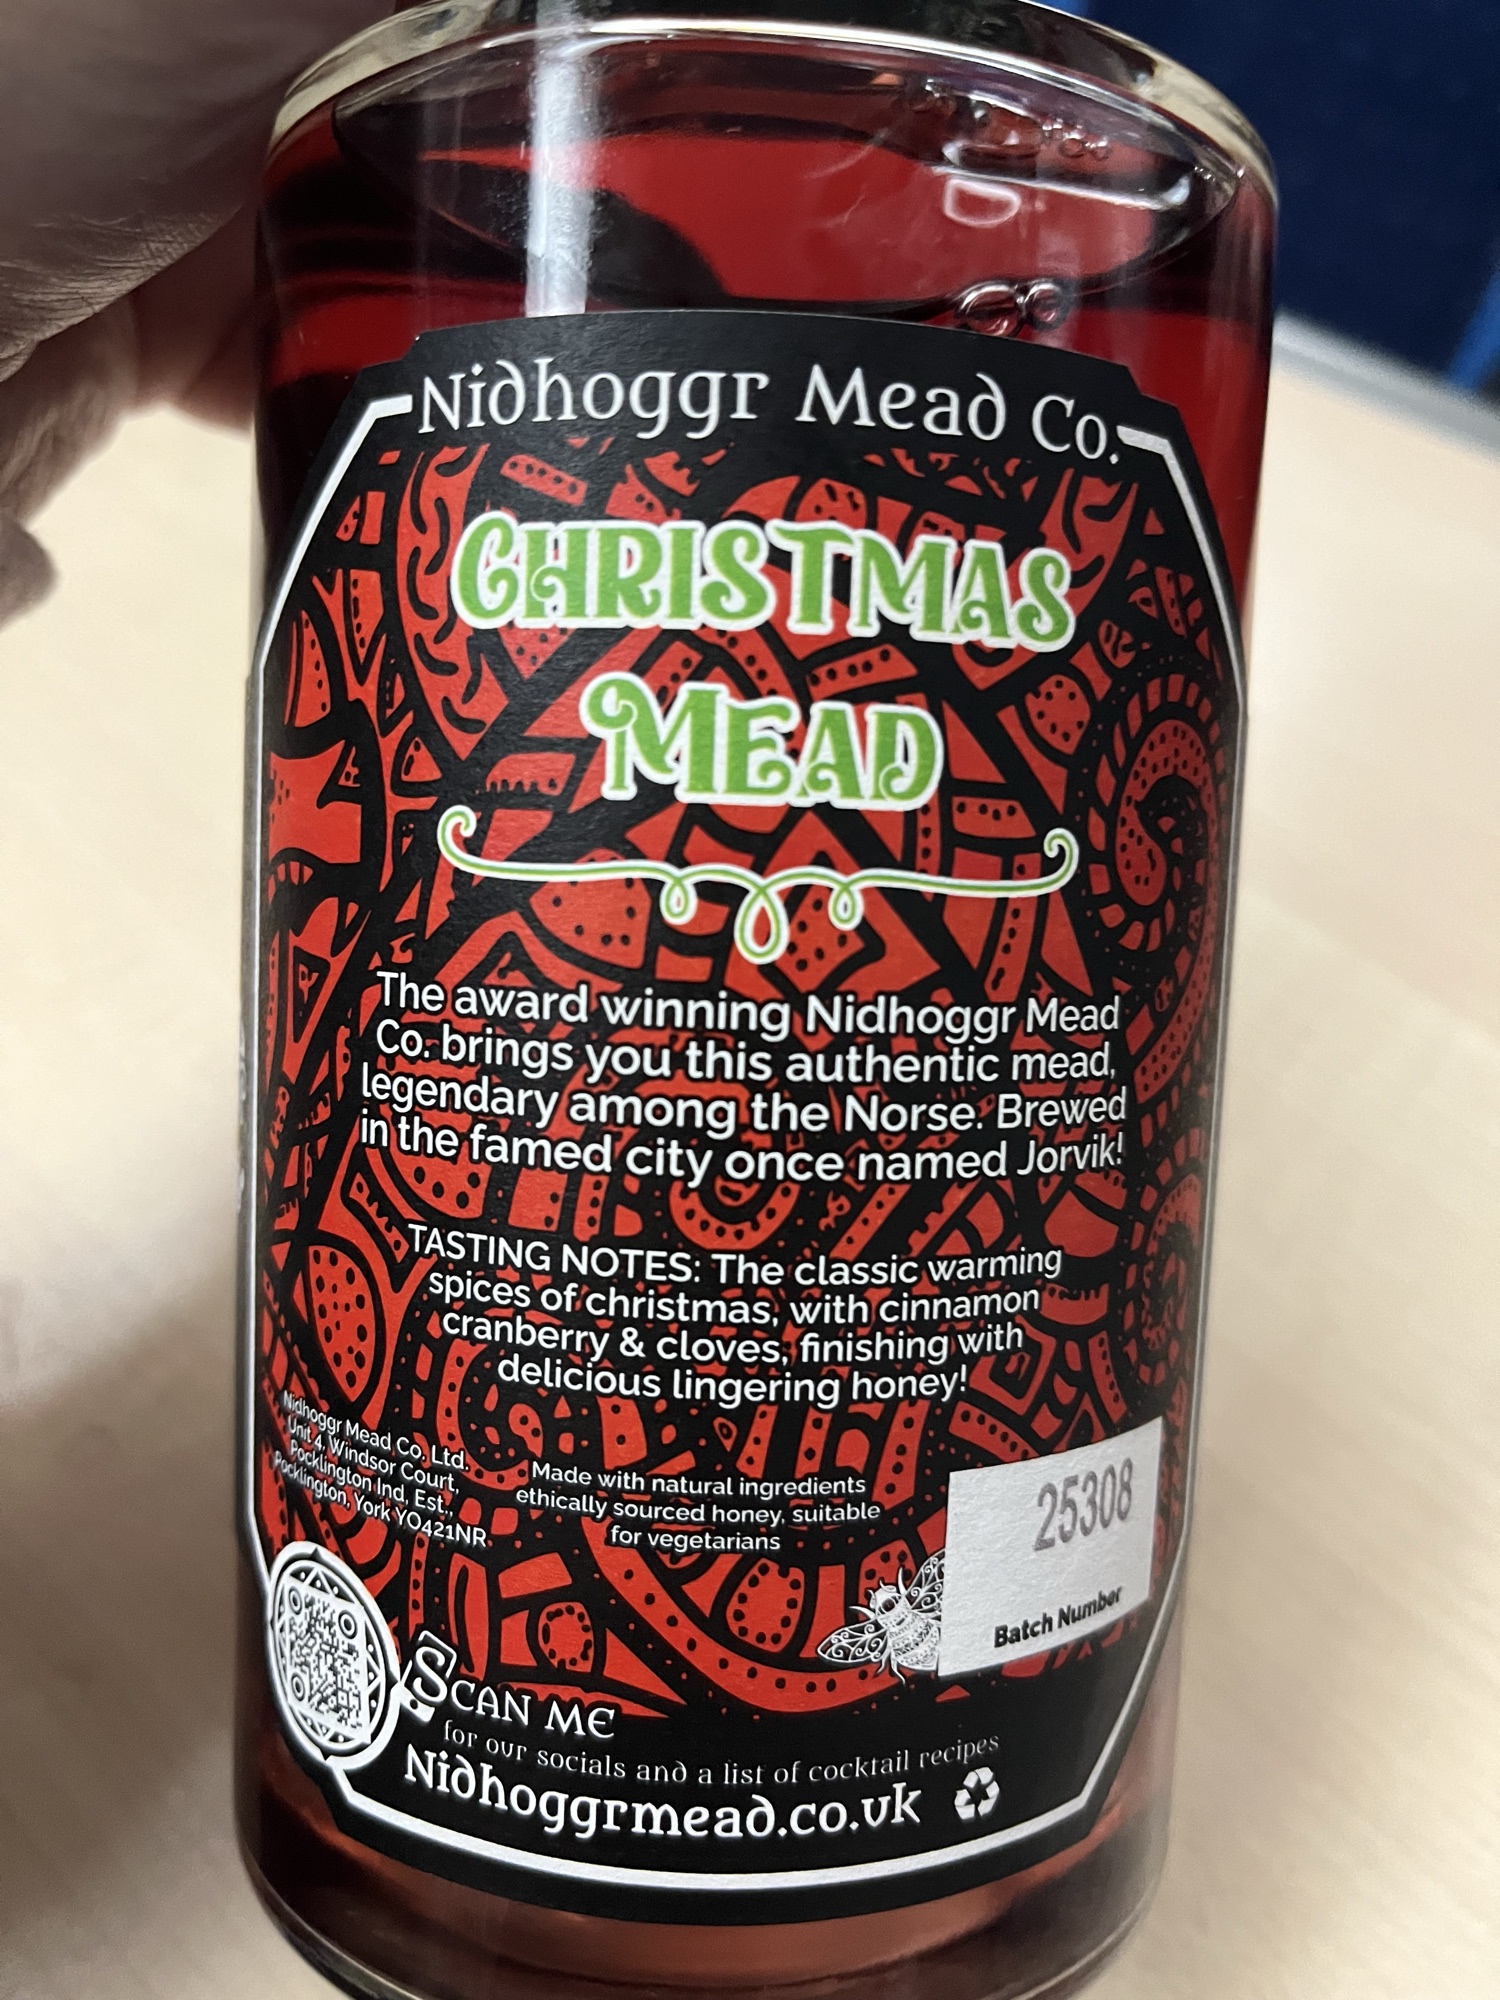 Nidhoggr Mead Co.
CHRISTMAS
MEAD
The award winning Nidhoggr Mead
Co. brings you this authentic mead,
legendary among the Norse. Brewed
in the famed city once named Jorvik!
TASTING NOTES: The classic warming
spices of christmas, with cinnamon
cranberry & cloves, finishing with
delicious lingering honey!
Nidhoggr Mead Co. Ltd.
Unit 4, Windsor Court,
Pocklington Ind, Est.,
Pocklington, York YO421NR
Made with natural ingredients
ethically sourced honey, suitable
for vegetarians
25308
Batch Number
SCAN ME
for our socials and a list of cocktail recipes
Nidhoggrmead.co.uk